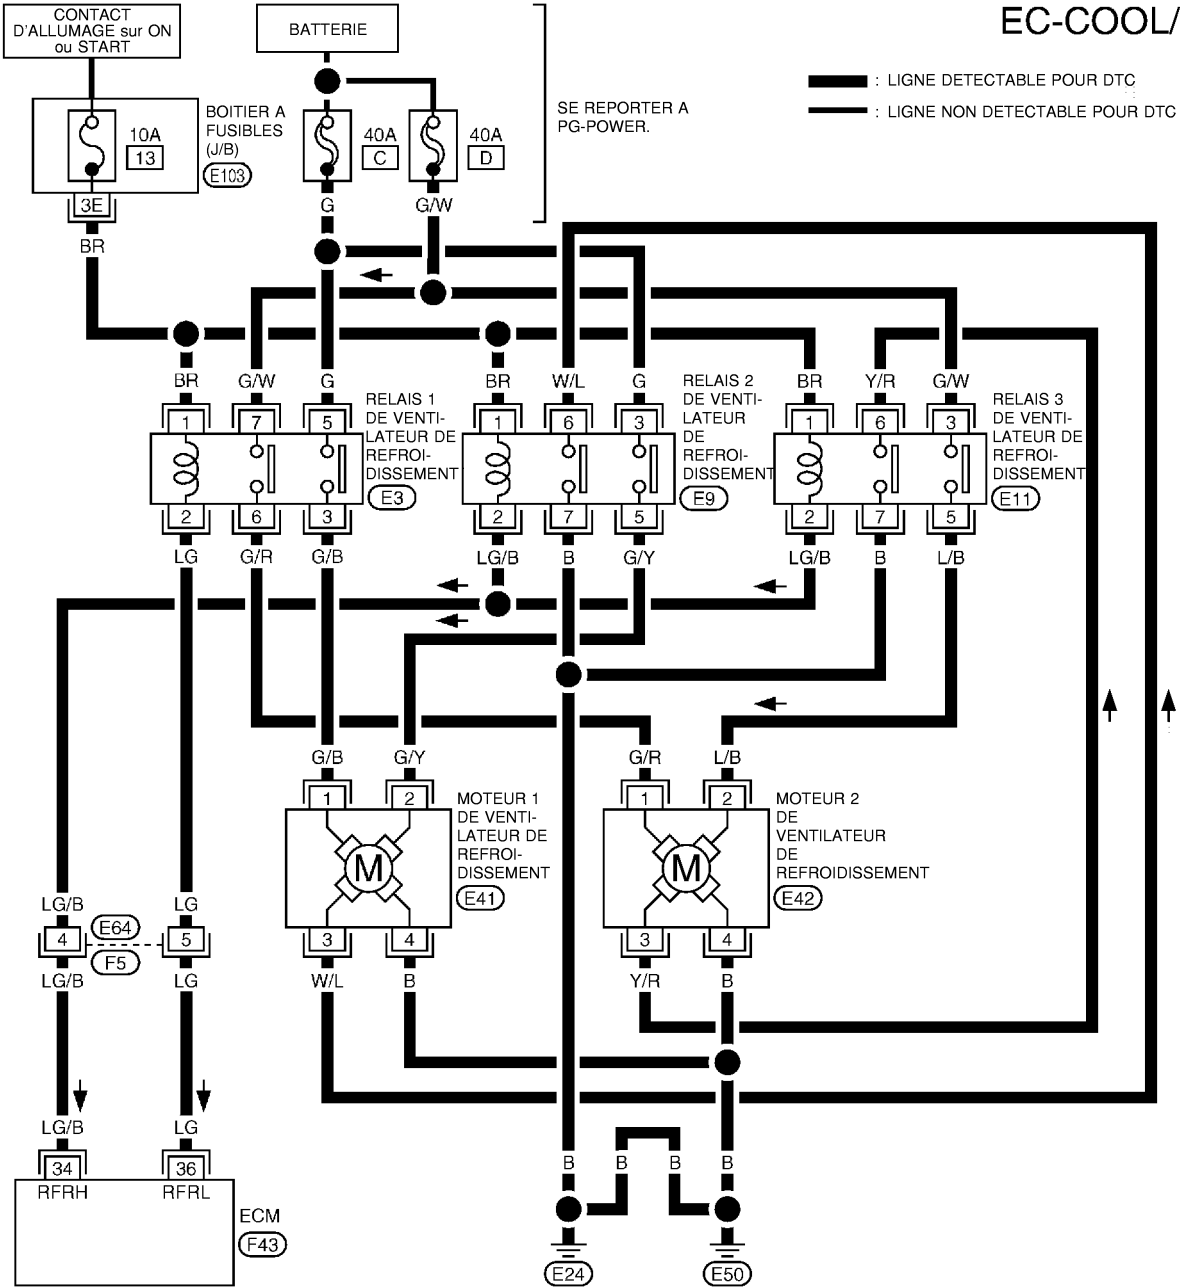 EC-COOL/
CONTACT
D'ALLUMAGE sur ON
ou START
BATTERIE
: LIGNE DETECTABLE POUR DTC
: LIGNE NON DETECTABLE POUR DTC
SE REPORTER A
PG-POWER.
BOITIER A
FUSIBLES
(J/B)
E103
10A
13
40A
C
40A
D
3E
BR
G
G/W
BR
G/W
G
BR
W/L
G
BR
Y/R
G/W
1
7
5
1
6
3
1
6
3
RELAIS 1
DE VENTI-
LATEUR DE
REFROI-
DISSEMENT
E3
RELAIS 2
DE VENTI-
LATEUR
DE
REFROI-
DISSEMENT
E9
RELAIS 3
DE VENTI-
LATEUR DE
REFROI-
DISSEMENT
E11
2
6
3
2
7
5
2
7
5
LG
G/R
G/B
LG/B
B
G/Y
LG/B
B
L/B
G/B
G/Y
G/R
L/B
1
2
1
2
M
M
MOTEUR 1
DE VENTI-
LATEUR DE
REFROI-
DISSEMENT
E41
MOTEUR 2
DE
VENTILATEUR
DE
REFROIDISSEMENT
E42
3
4
3
4
W/L
B
Y/R
B
LG/B
LG
4
E64
F5
5
LG/B
LG
LG/B
LG
34
36
RFRH
RFRL
ECM
F43
B
B
B
B
E24
E50